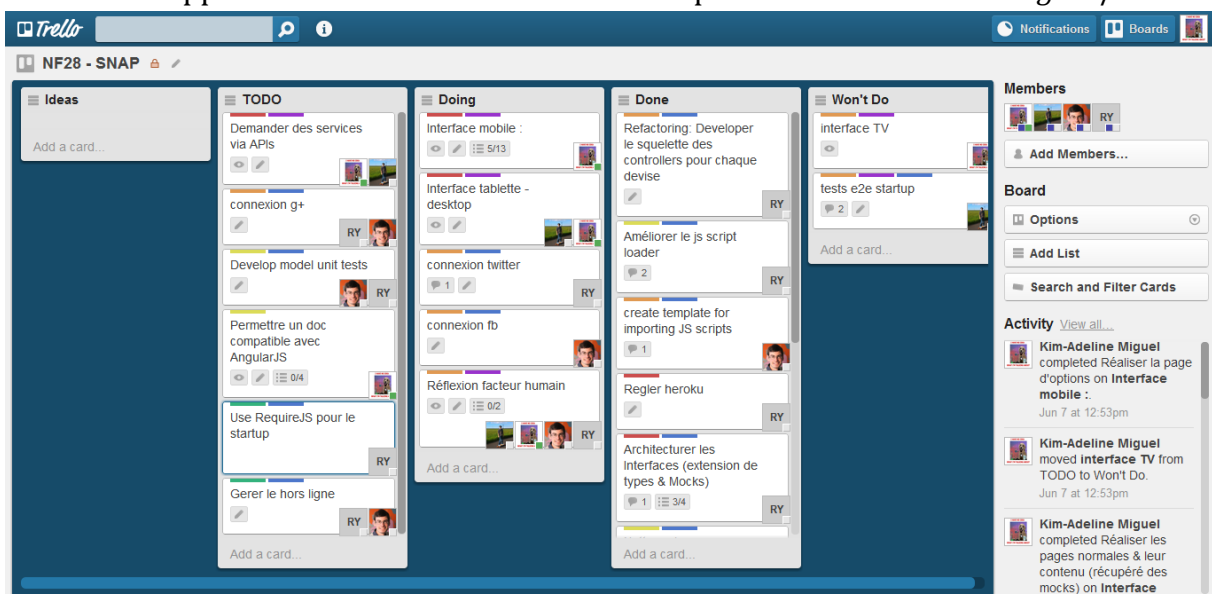 Trello
Notifications
Boards
NF28 - SNAP
Ideas
Add a card...
TODO
Demander des services
via APIs
connexion g+
RY
Develop model unit tests
RY
Permettre un doc
compatible avec
AngularJS
0/4
Use RequireJS pour le
startup
RY
Gerer le hors ligne
RY
Add a card...
Doing
Interface mobile :
5/13
Interface tablette -
desktop
connexion twitter
1
RY
connexion fb
Réflexion facteur humain
0/2
RY
Add a card...
Done
Refactoring: Developer
le squelette des
controllers pour chaque
devise
RY
Améliorer le js script
loader
2
RY
create template for
importing JS scripts
1
Regler heroku
RY
Architecturer les
Interfaces (extension de
types & Mocks)
1 3/4
RY
Add a card...
Won't Do
interface TV
tests e2e startup
2
Add a card...
Members
RY
Add Members...
Board
Options
Add List
Search and Filter Cards
Activity View all...
Kim-Adeline Miguel
completed Réaliser la page
d'options on Interface
mobile :.
Jun 7 at 12:53pm
Kim-Adeline Miguel
moved interface TV from
TODO to Won't Do.
Jun 7 at 12:53pm
Kim-Adeline Miguel
completed Réaliser les
pages normales & leur
contenu (récupéré des
mocks) on Interface